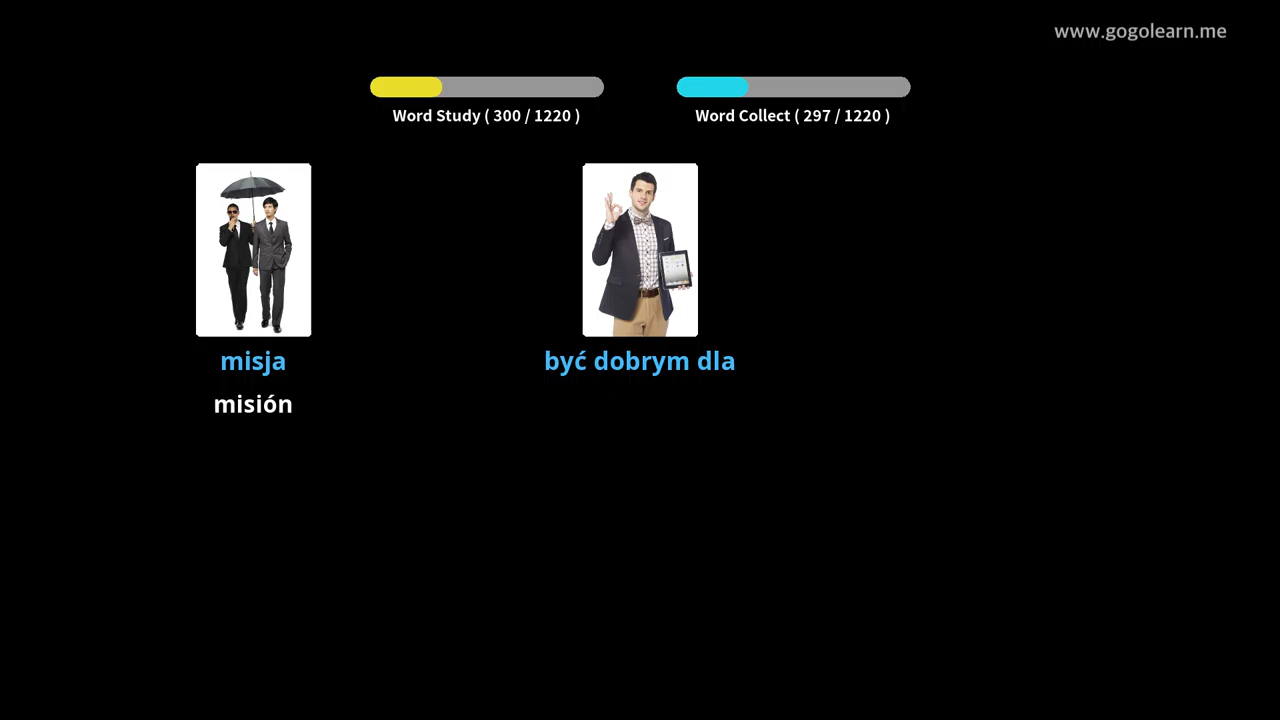 www.gogolearn.me
Word Study ( 300 / 1220 )
Word Collect ( 297 / 1220 )
misja
być dobrym dla
misión